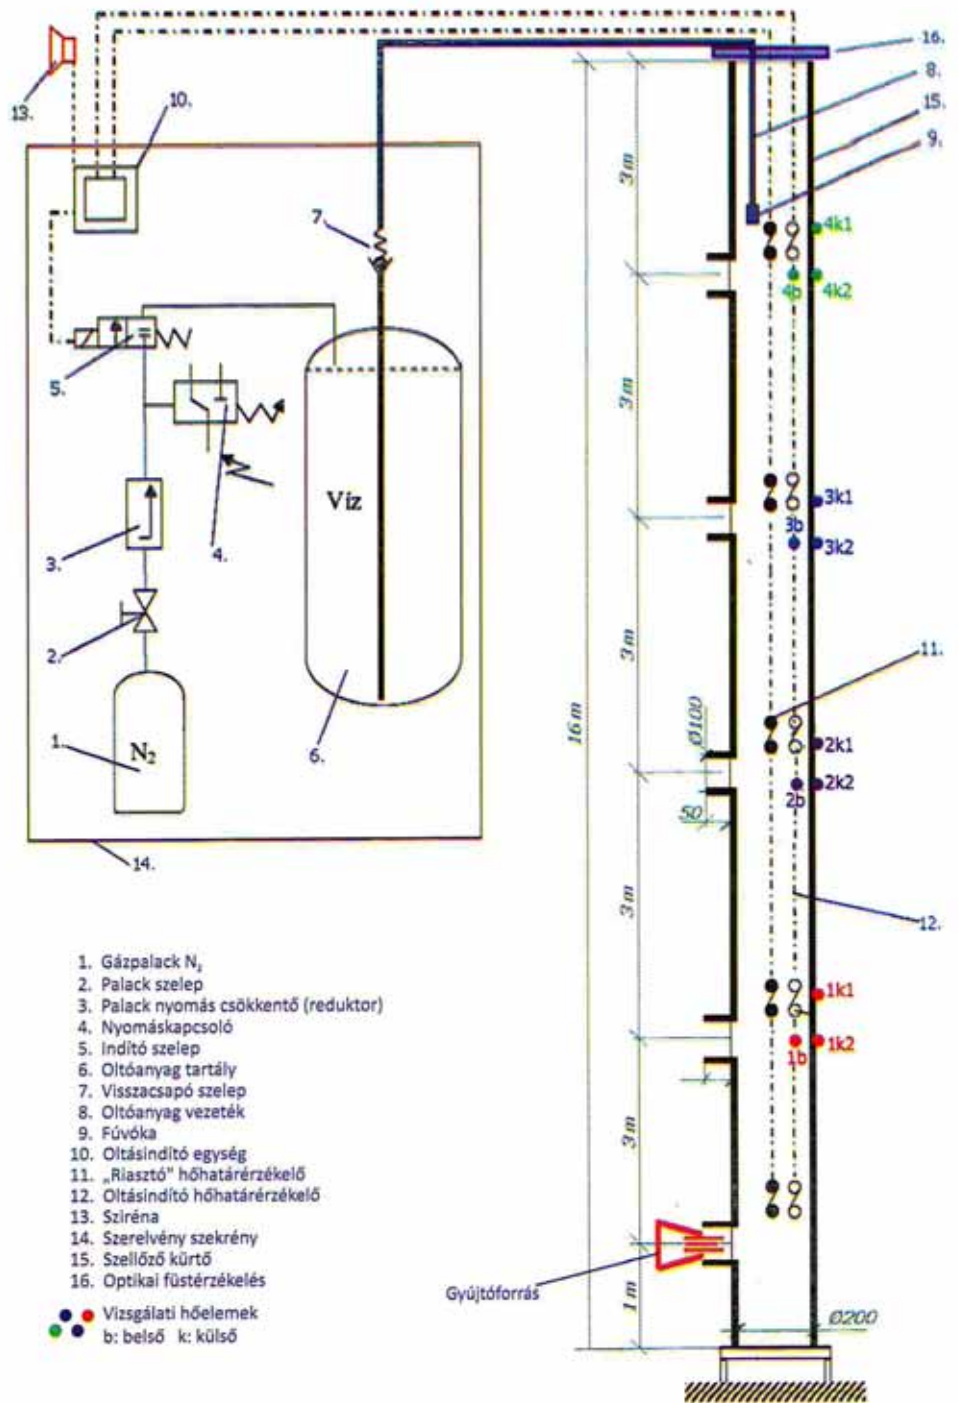 16.
8.
15.
9.
13.
10.
7.
5.
3.
4.
2.
1.
6.
14.
11.
12.
Víz
N₂
3 m
3 m
3 m
3 m
3 m
1 m
16 m
Ø100
50
Ø200
4k1
4b
4k2
3k1
3b
3k2
2k1
2b
2k2
1k1
1b
1k2
Gyújtóforrás
1. Gázpalack N₂
2. Palack szelep
3. Palack nyomás csökkentő (reduktor)
4. Nyomáskapcsoló
5. Indító szelep
6. Oltóanyag tartály
7. Visszacsapó szelep
8. Oltóanyag vezeték
9. Fúvóka
10. Oltásindító egység
11. „Riasztó" hőhatárérzékelő
12. Oltásindító hőhatárérzékelő
13. Sziréna
14. Szerelvény szekrény
15. Szellőző kürtő
16. Optikai füstérzékelés
Vizsgálati hőelemek
b: belső k: külső